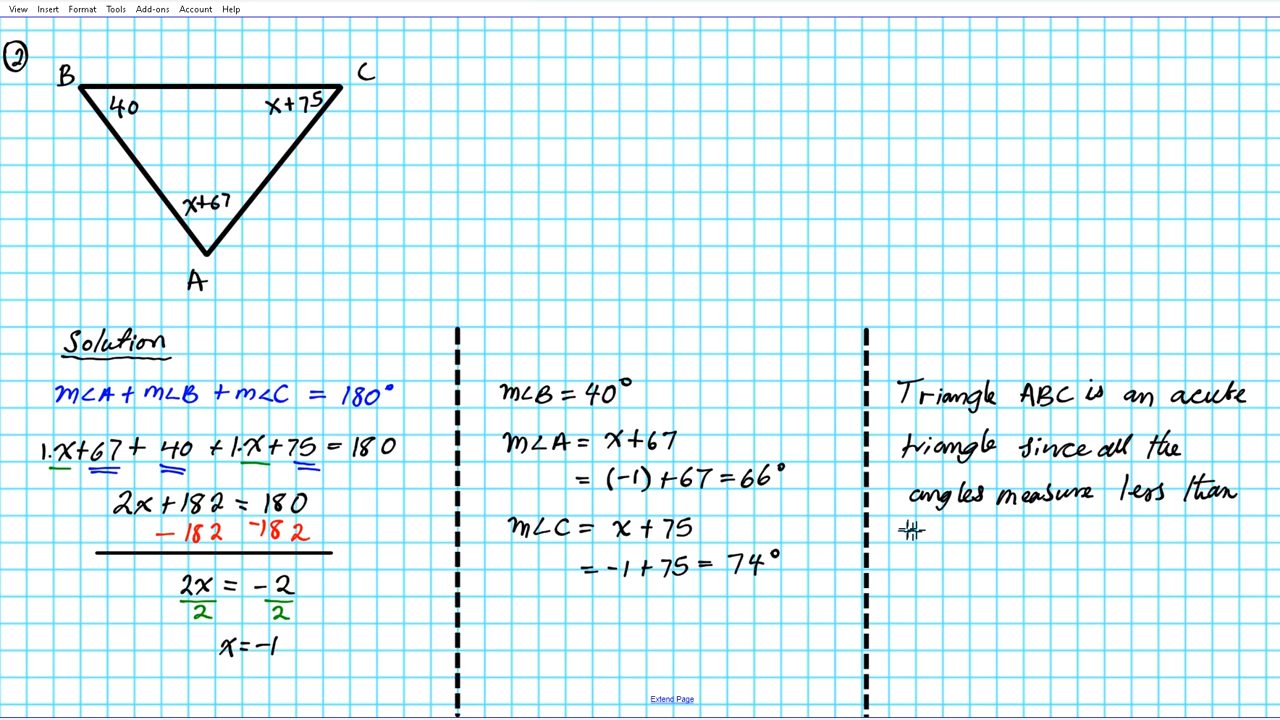 View Insert Format Tools Add-ons Account Help
2
B
C
40
x+75
x+67
A
Solution
m∠A + m∠B + m∠C = 180°
1·x+67+ 40 +1·x+75 = 180
2x + 182 = 180
- 182 -182
2x = -2
2 2
x = -1
m∠B = 40°
m∠A = x+67
= (-1) +67 = 66°
m∠C = x + 75
= -1 + 75 = 74°
Triangle ABC is an acute
triangle since all the
angles measure less than
Extend Page